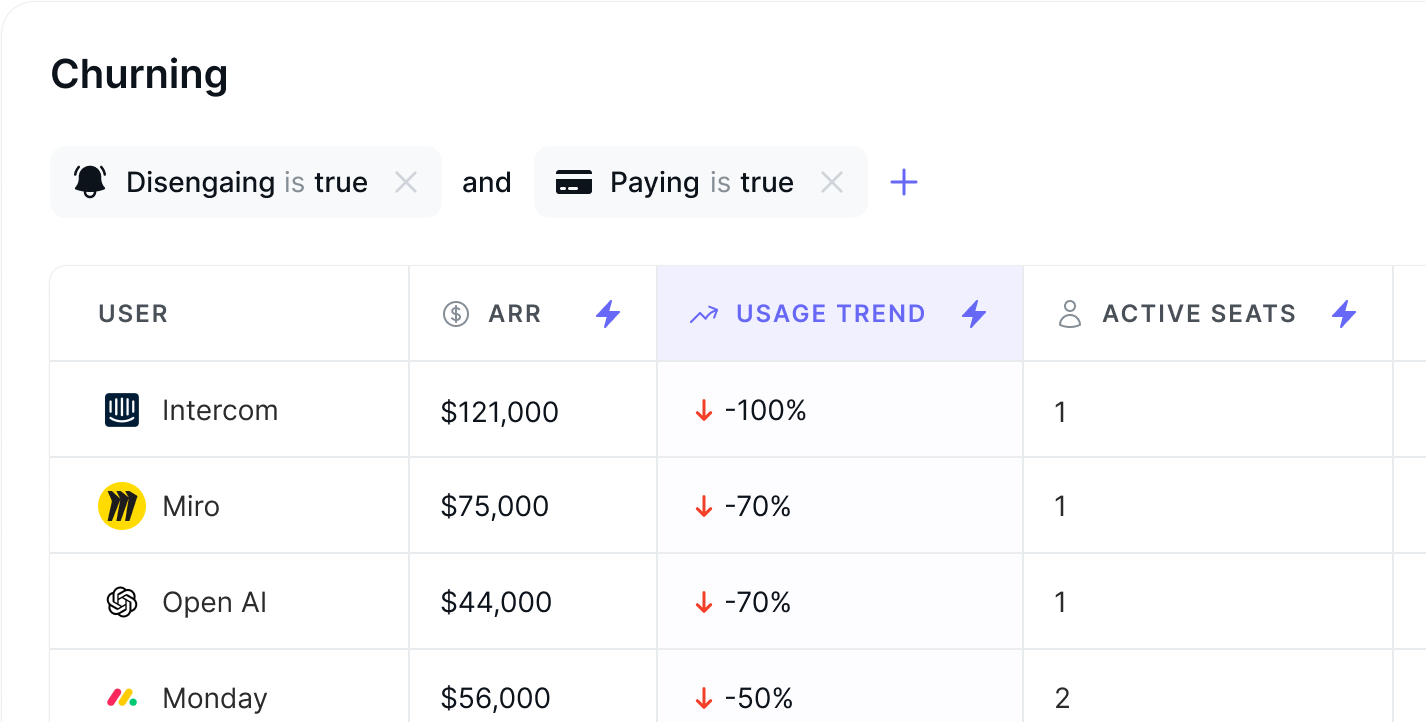 Churning
Disengaing is true and Paying is true
USER ARR USAGE TREND ACTIVE SEATS
Intercom $121,000 -100% 1
Miro $75,000 -70% 1
Open AI $44,000 -70% 1
Monday $56,000 -50% 2